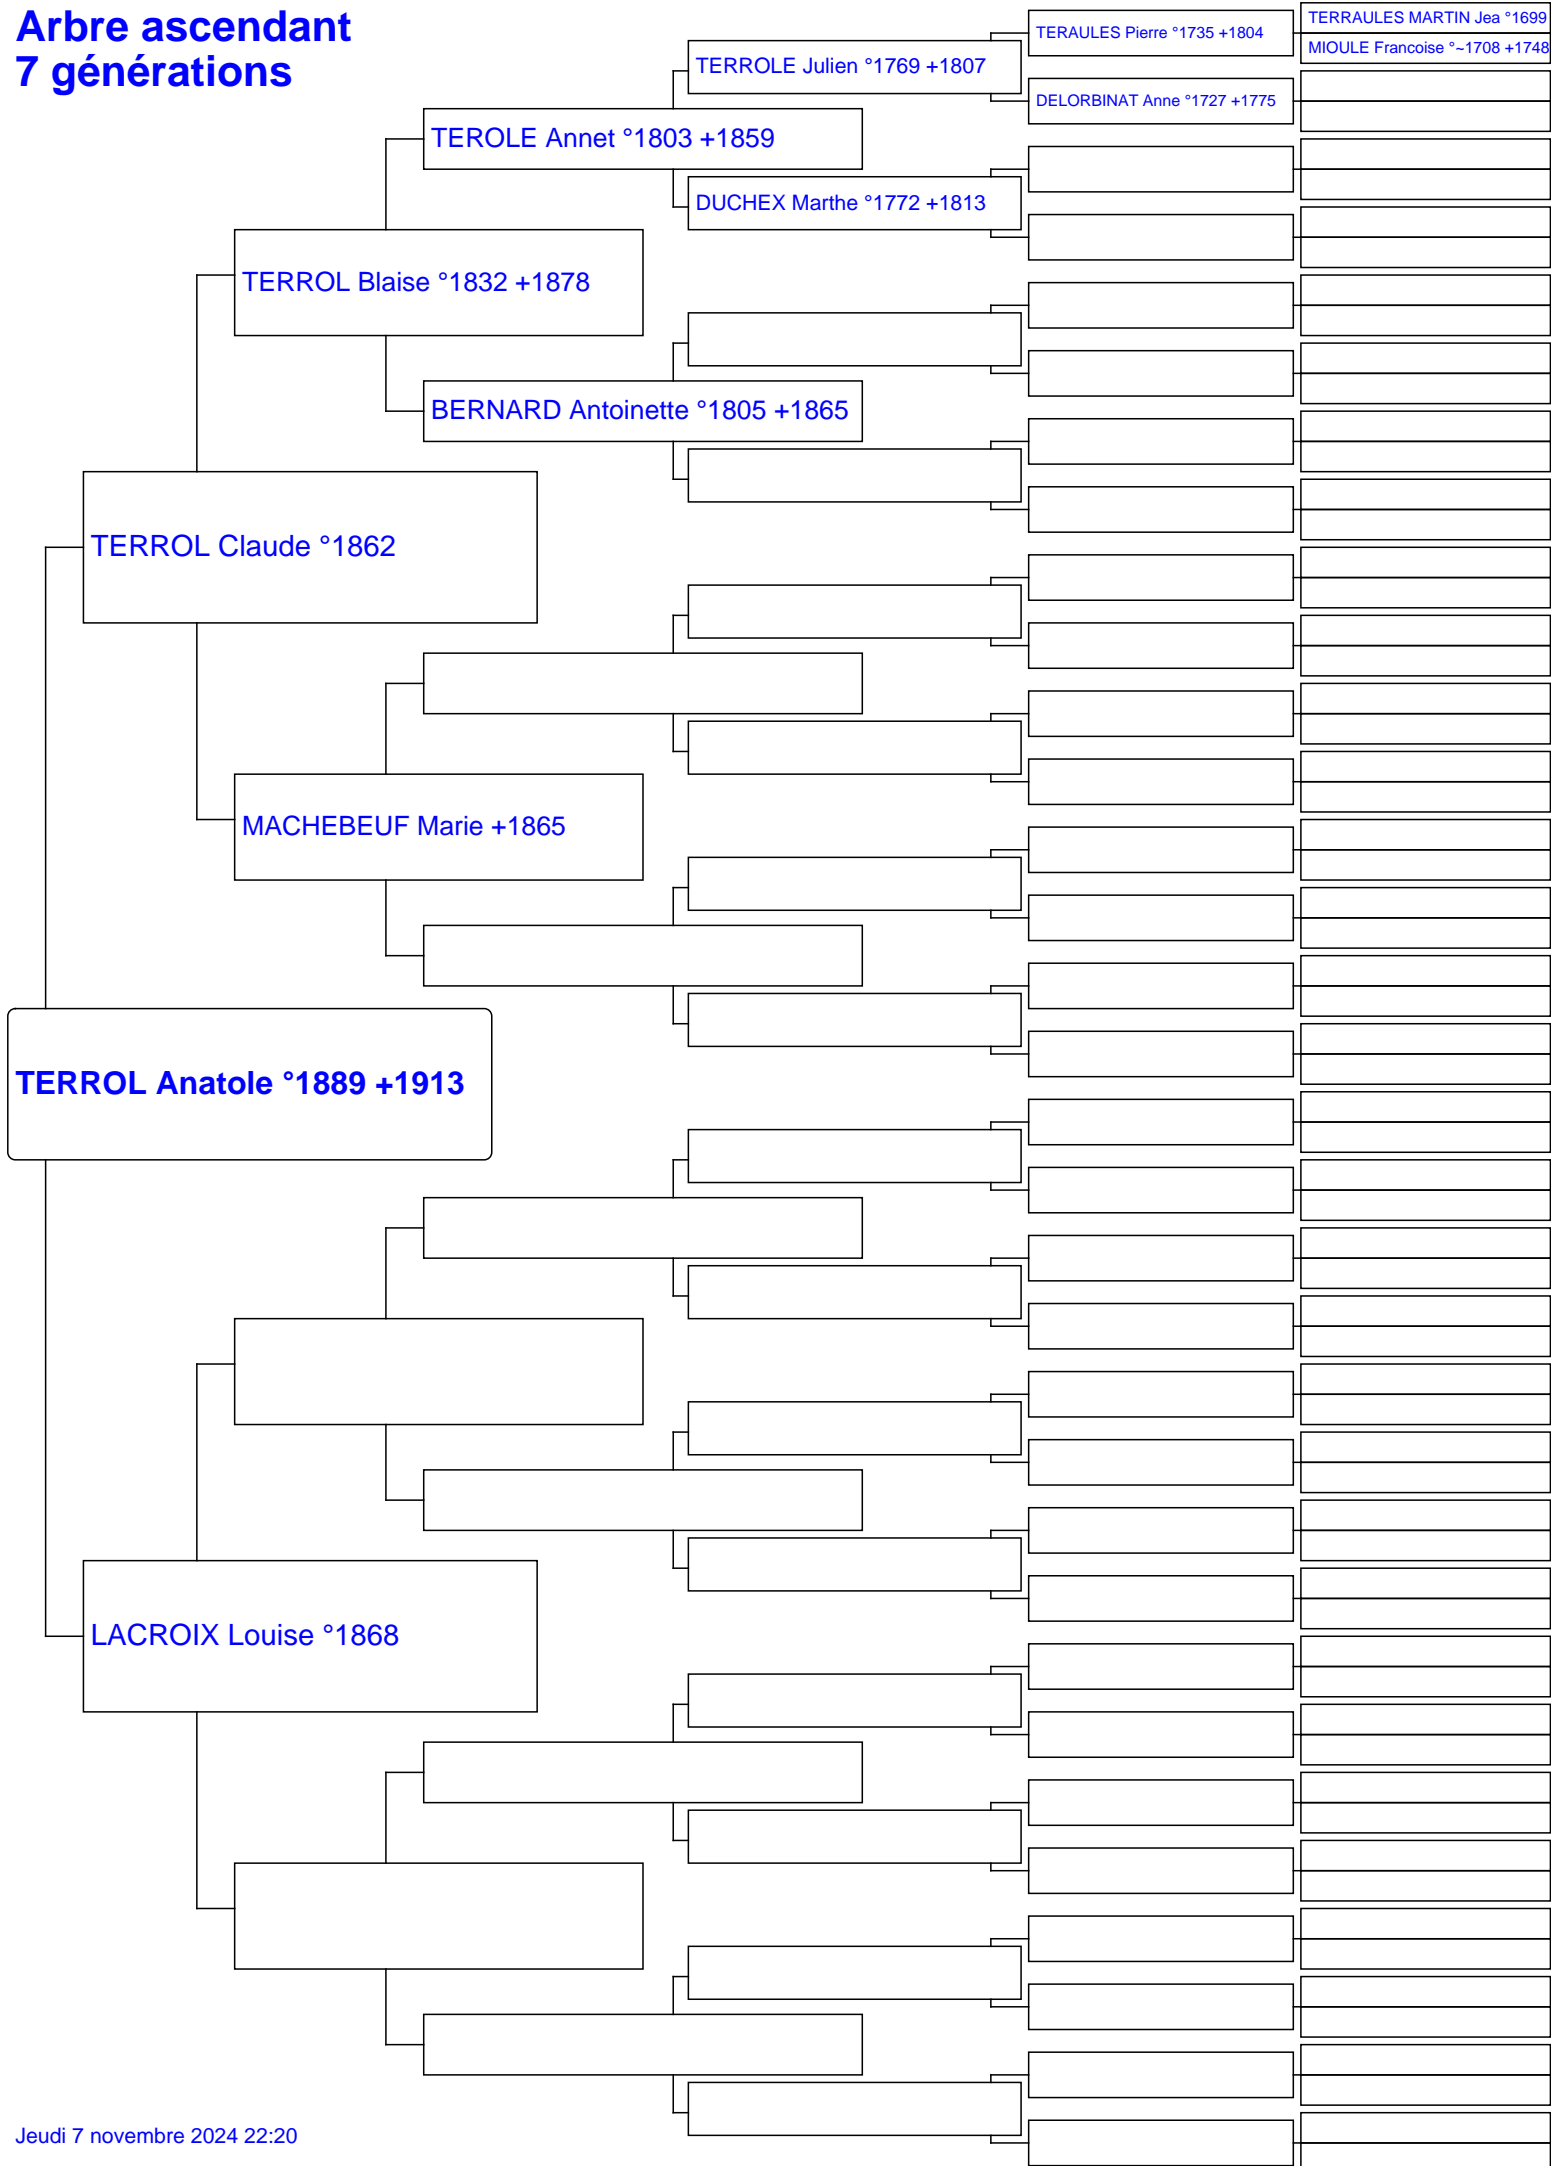 Arbre ascendant
7 générations
TERRAULES MARTIN Jea °1699
MIOULE Francoise °~1708 +1748
TERAULES Pierre °1735 +1804
TERROLE Julien °1769 +1807
DELORBINAT Anne °1727 +1775
TEROLE Annet °1803 +1859
DUCHEX Marthe °1772 +1813
TERROL Blaise °1832 +1878
BERNARD Antoinette °1805 +1865
TERROL Claude °1862
MACHEBEUF Marie +1865
TERROL Anatole °1889 +1913
LACROIX Louise °1868
Jeudi 7 novembre 2024 22:20